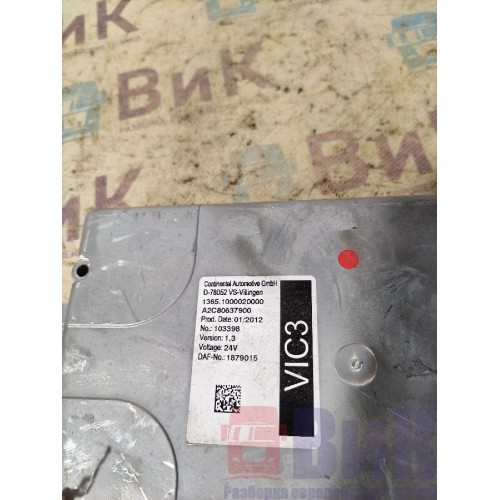 ВиК
ВиК
ВиК
Continental Automotive GmbH
D-78052 VS-Villingen
1365.1000020000
A2C80637900
Prod. Date: 01/2012
No.: 103398
Version: 1.3
Voltage: 24V
DAF-No.: 1879015
VIC3
ВиК